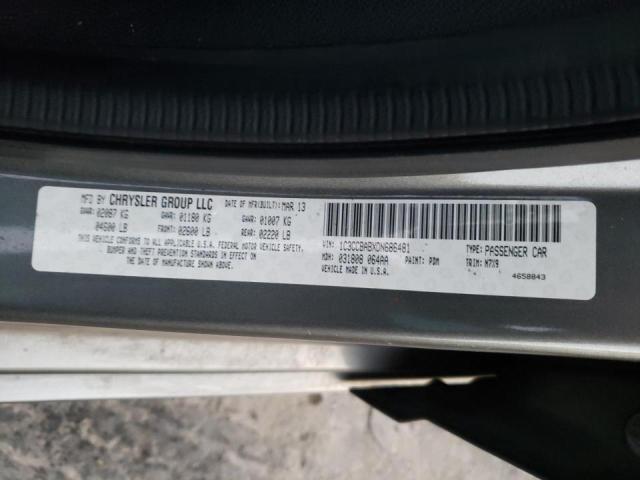 MFD BY CHRYSLER GROUP LLC DATE OF MFR(BUILT): MAR 13
GVWR: 02087 KG GAWR: 01180 KG GAWR: 01007 KG
04600 LB FRONT: 02600 LB REAR: 02220 LB
THIS VEHICLE CONFORMS TO ALL APPLICABLE U.S.A. FEDERAL MOTOR VEHICLE SAFETY,
BUMPER AND THEFT PREVENTION STANDARDS IN EFFECT ON
THE DATE OF MANUFACTURE SHOWN ABOVE.
VIN: 1C3CCBABXDN686481 TYPE: PASSENGER CAR
MDH: 031808 064AA PAINT: PDM TRIM: M7X9
VEHICLE MADE IN U.S.A. 4658843